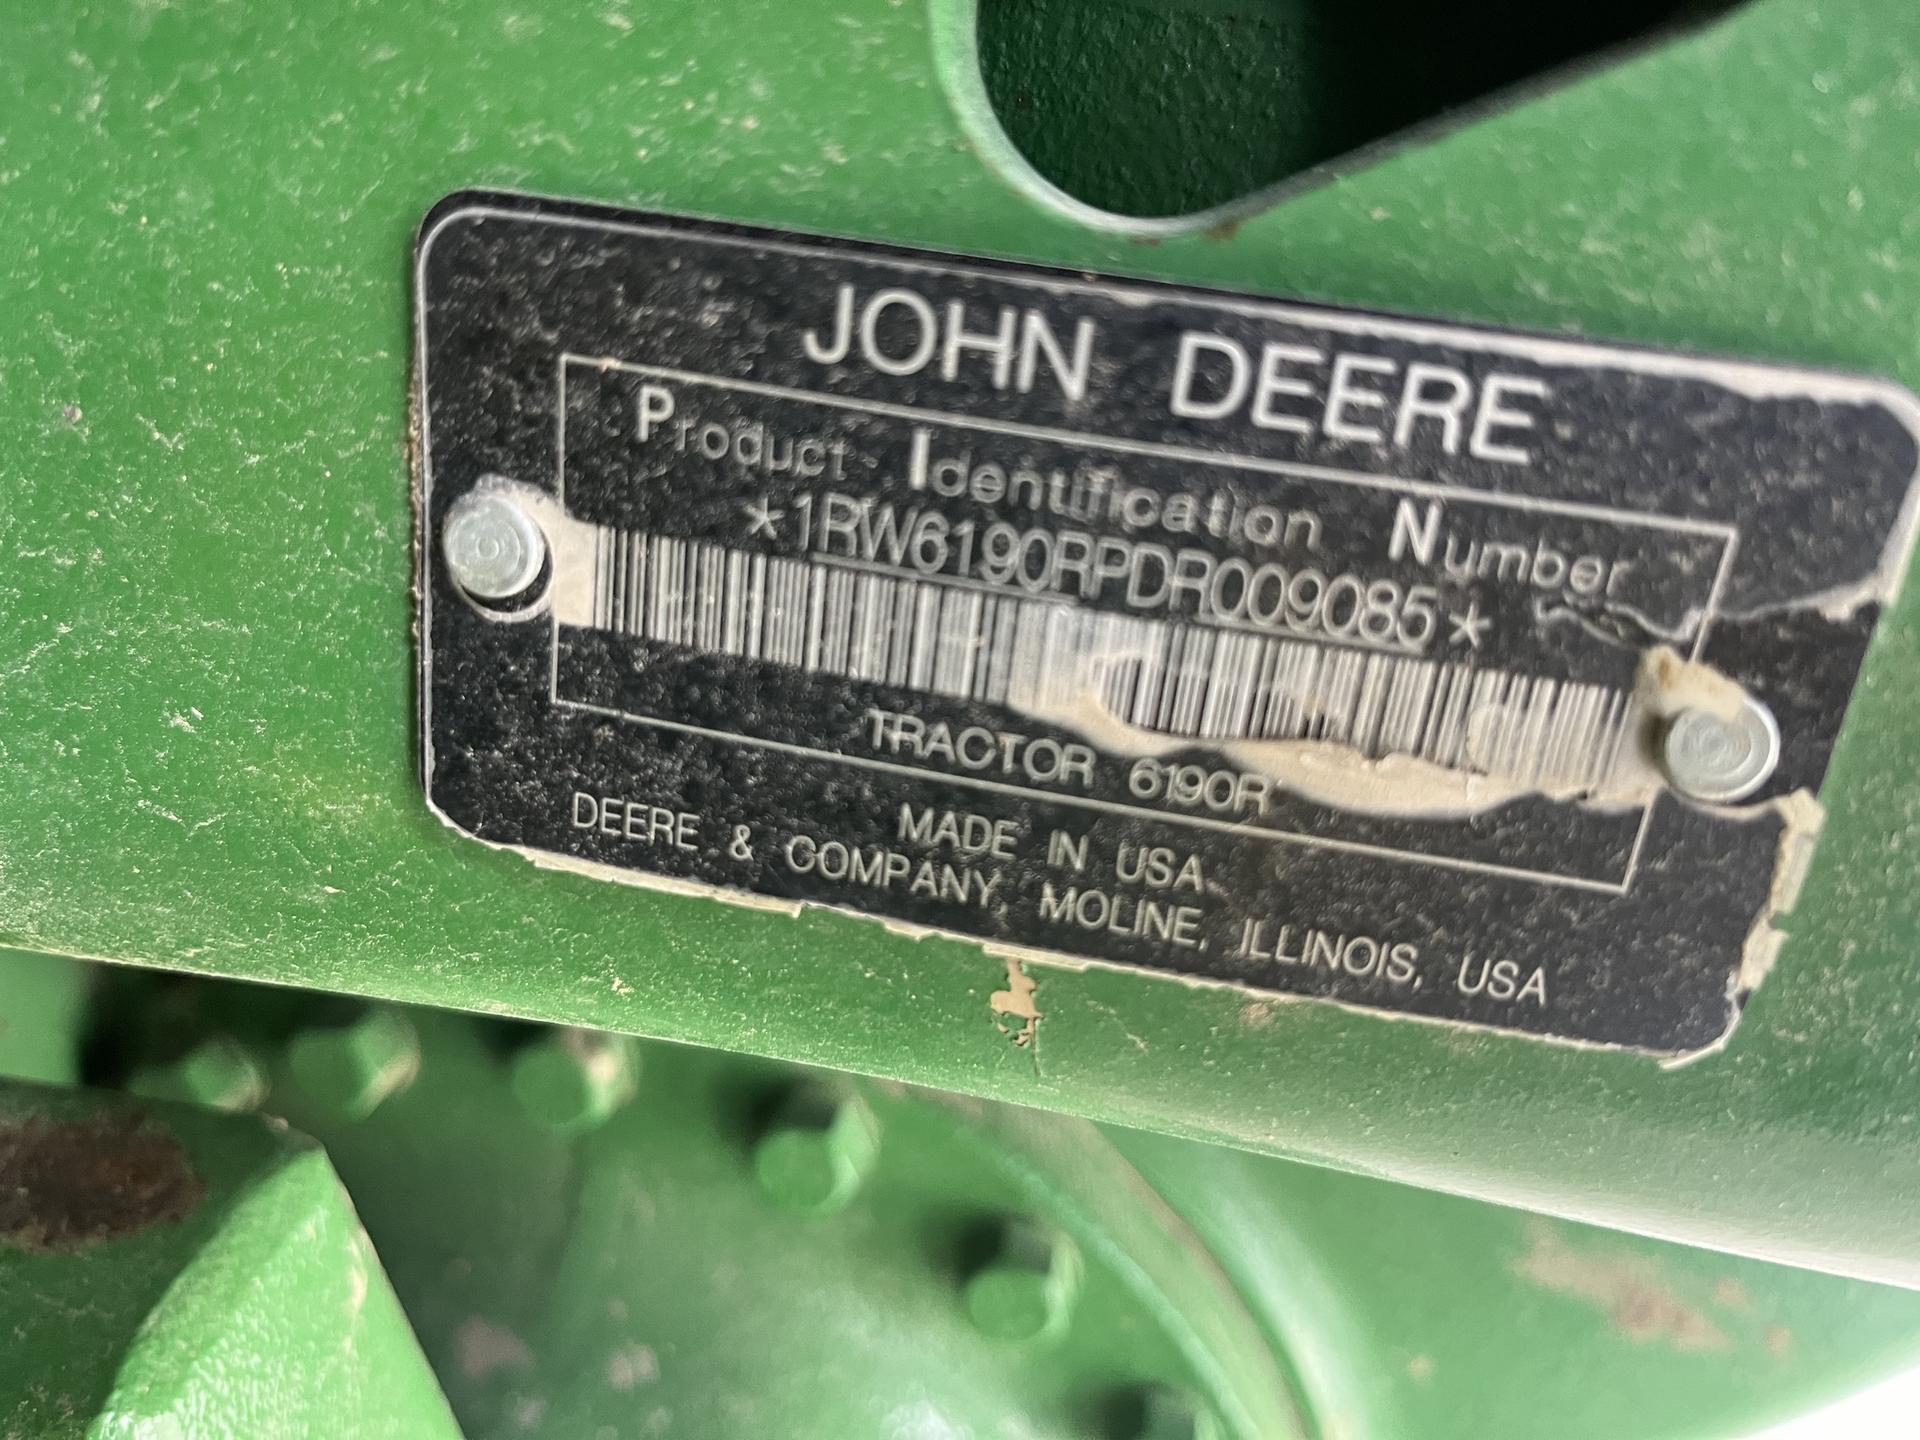 JOHN DEERE
Product Identification Number
*1RW6190RPDR009085*
TRACTOR 6190R
MADE IN USA
DEERE & COMPANY, MOLINE, ILLINOIS, USA